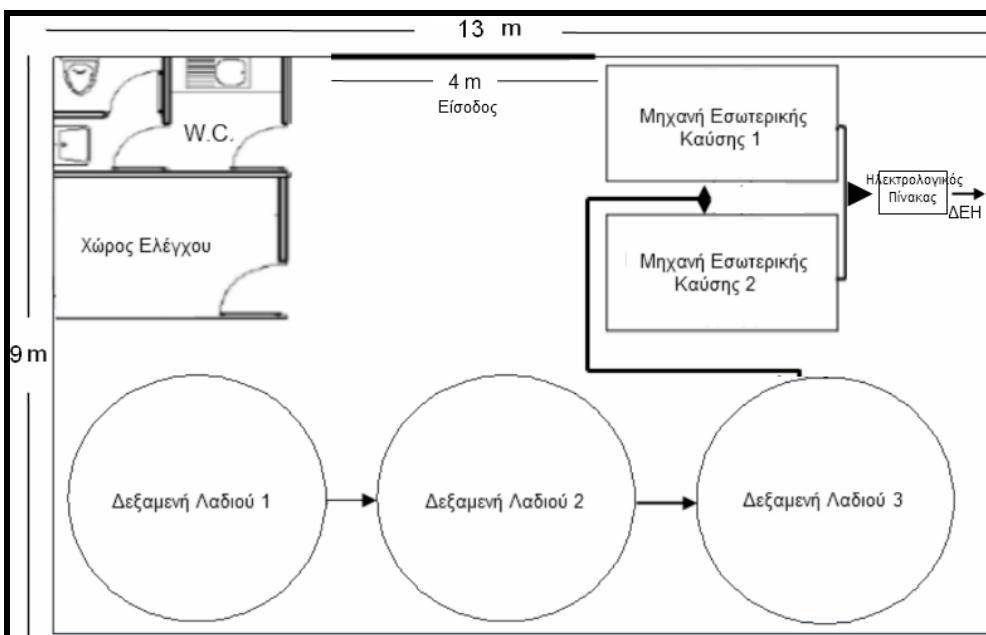 13 m
4 m
Είσοδος
W.C.
Μηχανή Εσωτερικής
Καύσης 1
Ηλεκτρολογικός
Πίνακας
ΔΕΗ
Χώρος Ελέγχου
Μηχανή Εσωτερικής
Καύσης 2
9 m
Δεξαμενή Λαδιού 1
Δεξαμενή Λαδιού 2
Δεξαμενή Λαδιού 3